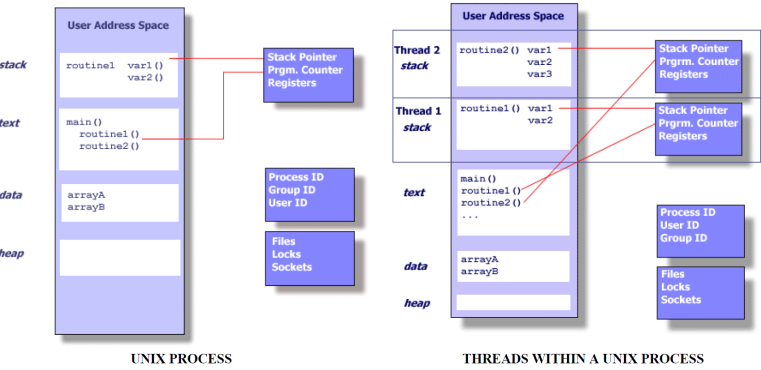 User Address Space
stack
routine1 var1()
var2()
Stack Pointer
Prgm. Counter
Registers
text
main()
routine1()
routine2()
data
arrayA
arrayB
heap
Process ID
Group ID
User ID
Files
Locks
Sockets
UNIX PROCESS
User Address Space
Thread 2
stack
routine2() var1
var2
var3
Stack Pointer
Prgrm. Counter
Registers
Thread 1
stack
routine1() var1
var2
Stack Pointer
Prgrm. Counter
Registers
text
main()
routine1()
routine2()
...
data
arrayA
arrayB
heap
Process ID
User ID
Group ID
Files
Locks
Sockets
THREADS WITHIN A UNIX PROCESS